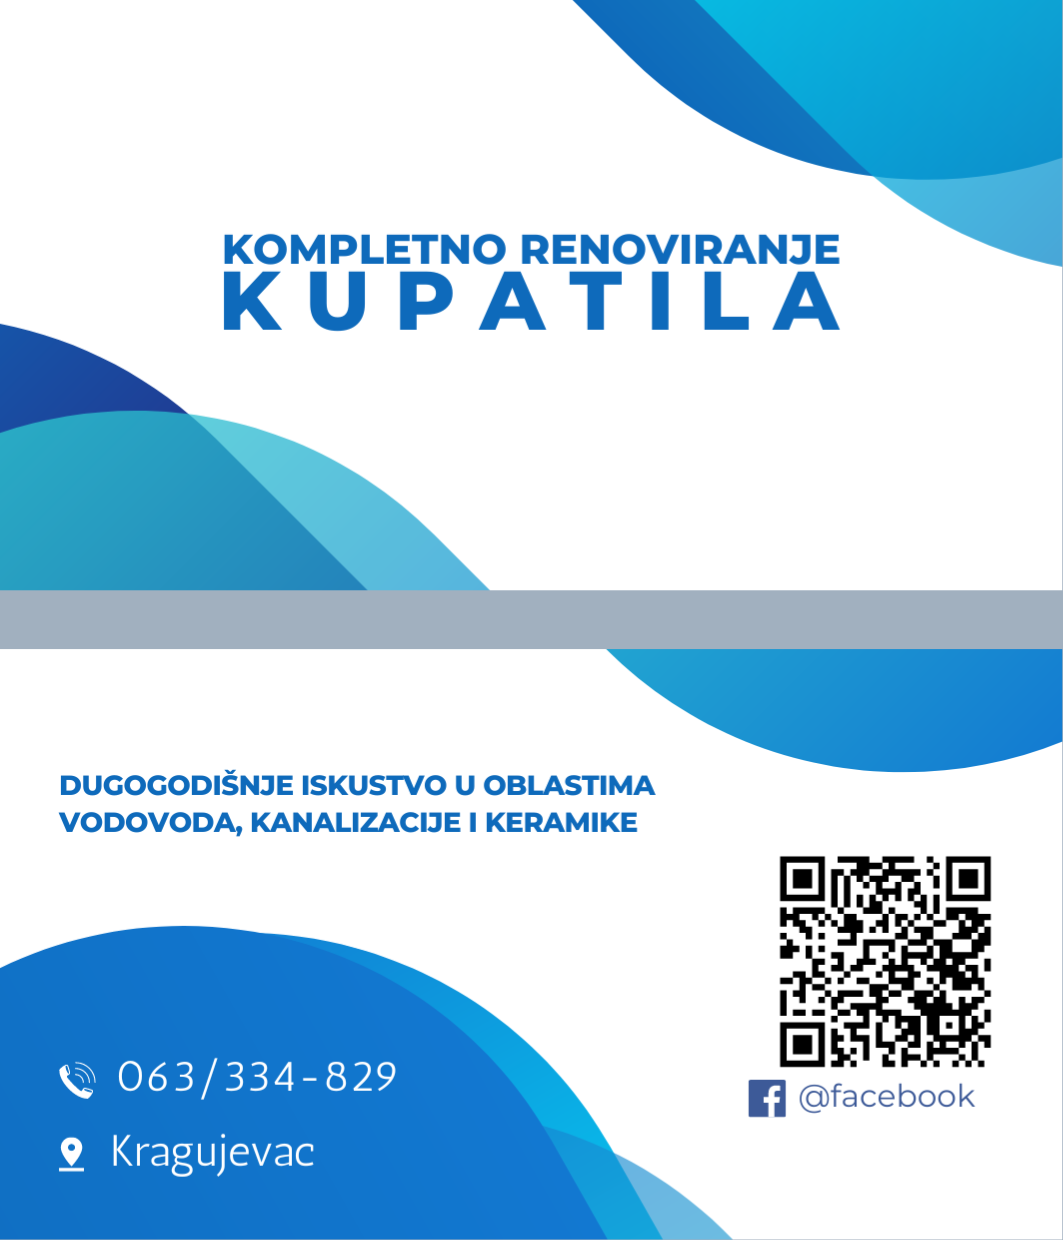 KOMPLETNO RENOVIRANJE
KUPATILA
DUGOGODIŠNJE ISKUSTVO U OBLASTIMA
VODOVODA, KANALIZACIJE I KERAMIKE
063/334-829
Kragujevac
@facebook